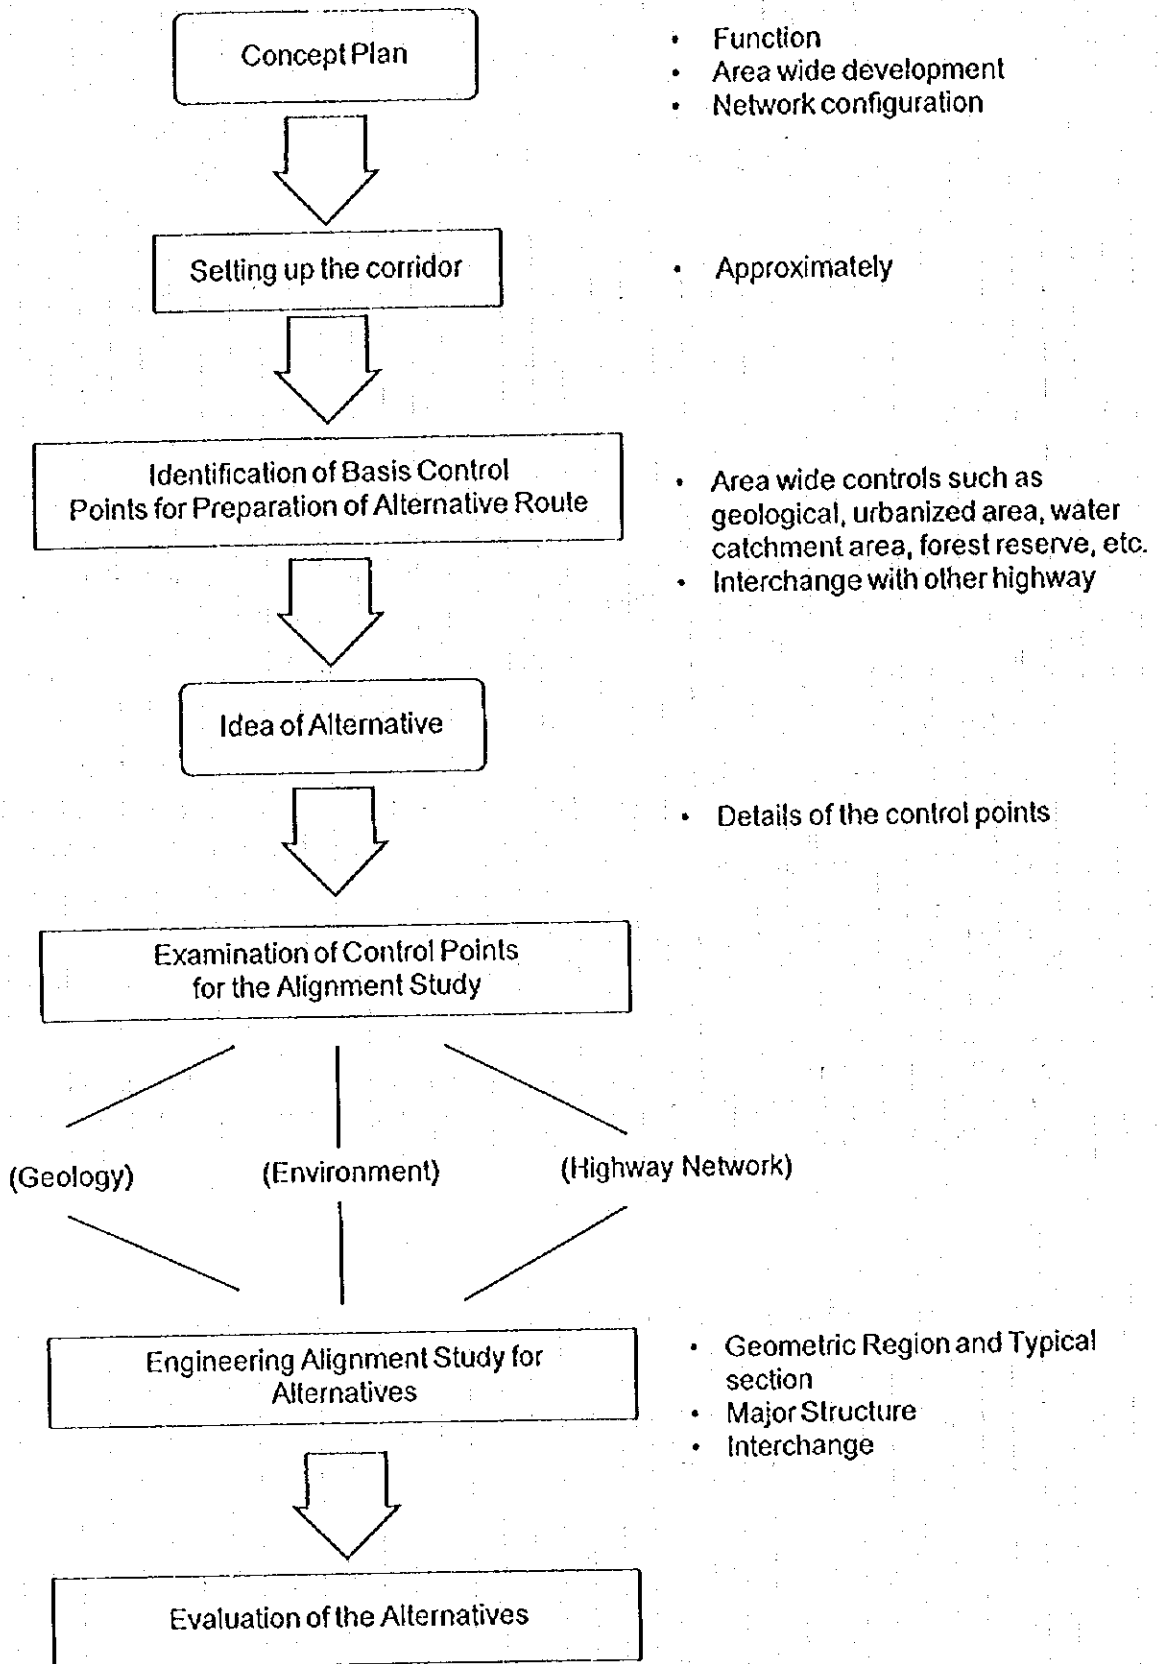 Concept Plan
• Function
• Area wide development
• Network configuration
Setting up the corridor
• Approximately
Identification of Basis Control
Points for Preparation of Alternative Route
• Area wide controls such as
geological, urbanized area, water
catchment area, forest reserve, etc.
• Interchange with other highway
Idea of Alternative
• Details of the control points
Examination of Control Points
for the Alignment Study
(Geology)
(Environment)
(Highway Network)
Engineering Alignment Study for
Alternatives
• Geometric Region and Typical
section
• Major Structure
• Interchange
Evaluation of the Alternatives